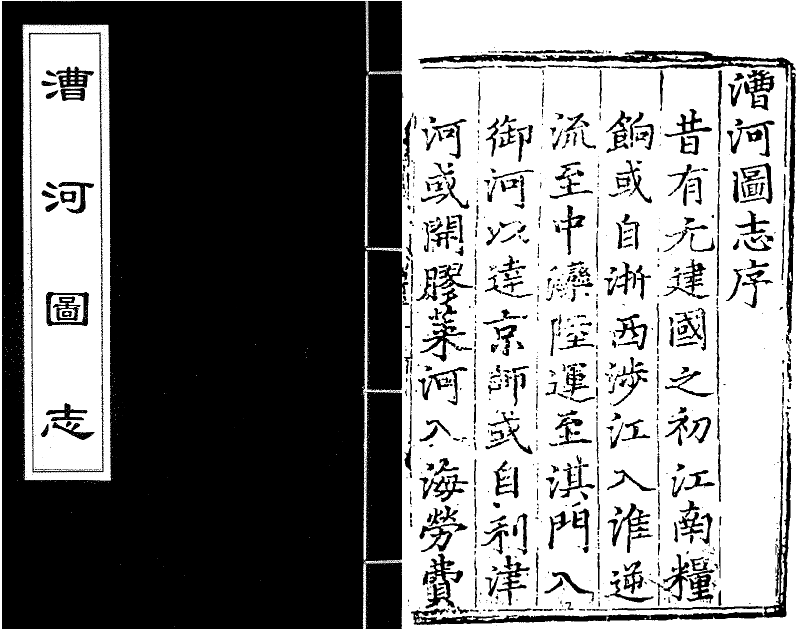 漕河圖志
漕河圖志序
昔有元建國之初江南糧
餉或自浙西涉江入淮逆
流至中灤陸運至淇門入
御河以達京師或自利津
河或開膠萊河入海勞費